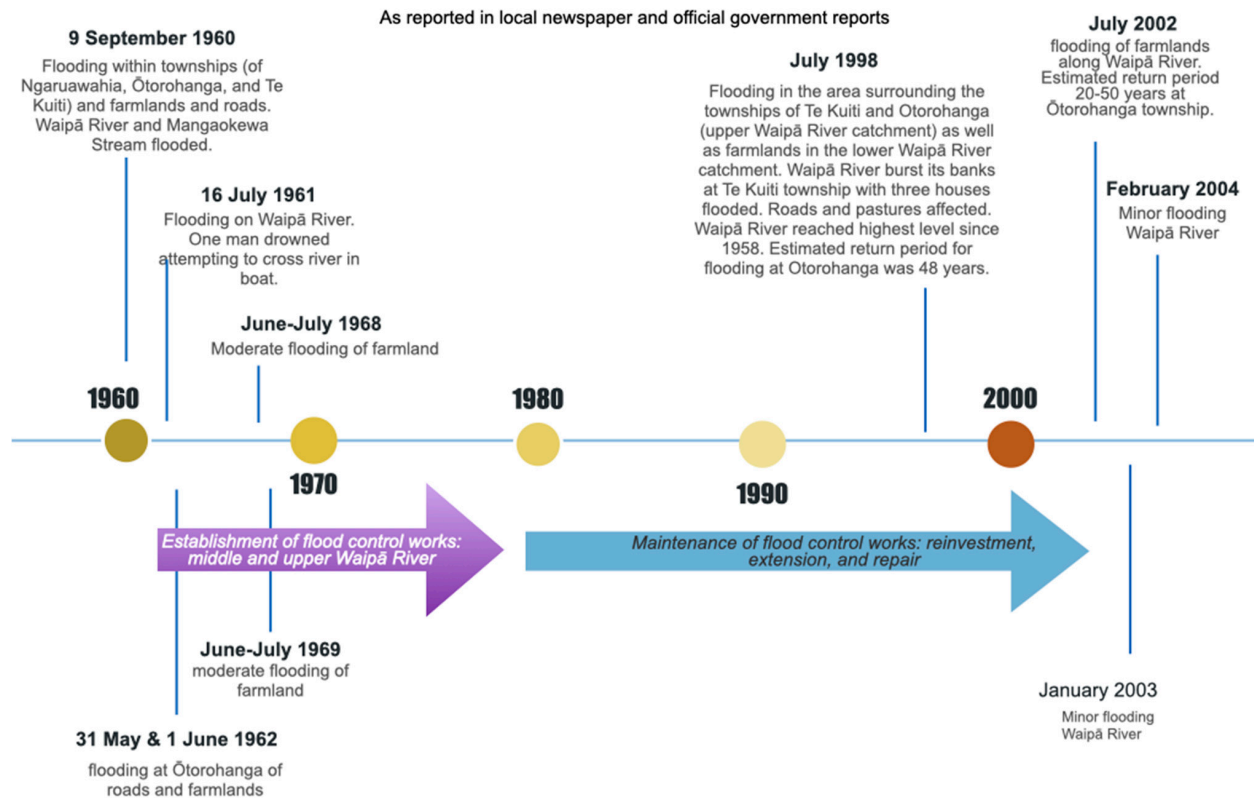 As reported in local newspaper and official government reports
9 September 1960
Flooding within townships (of
Ngaruawahia, Ōtorohanga, and Te
Kuiti) and farmlands and roads.
Waipā River and Mangaokewa
Stream flooded.
16 July 1961
Flooding on Waipā River.
One man drowned
attempting to cross river in
boat.
June-July 1968
Moderate flooding of farmland
July 1998
Flooding in the area surrounding the
townships of Te Kuiti and Otorohanga
(upper Waipā River catchment) as well
as farmlands in the lower Waipā River
catchment. Waipā River burst its banks
at Te Kuiti township with three houses
flooded. Roads and pastures affected.
Waipā River reached highest level since
1958. Estimated return period for
flooding at Otorohanga was 48 years.
July 2002
flooding of farmlands
along Waipā River.
Estimated return period
20-50 years at
Ōtorohanga township.
February 2004
Minor flooding
Waipā River
1960
1970
1980
1990
2000
Establishment of flood control works:
middle and upper Waipā River
Maintenance of flood control works: reinvestment,
extension, and repair
June-July 1969
moderate flooding of
farmland
31 May & 1 June 1962
flooding at Ōtorohanga of
roads and farmlands
January 2003
Minor flooding
Waipā River